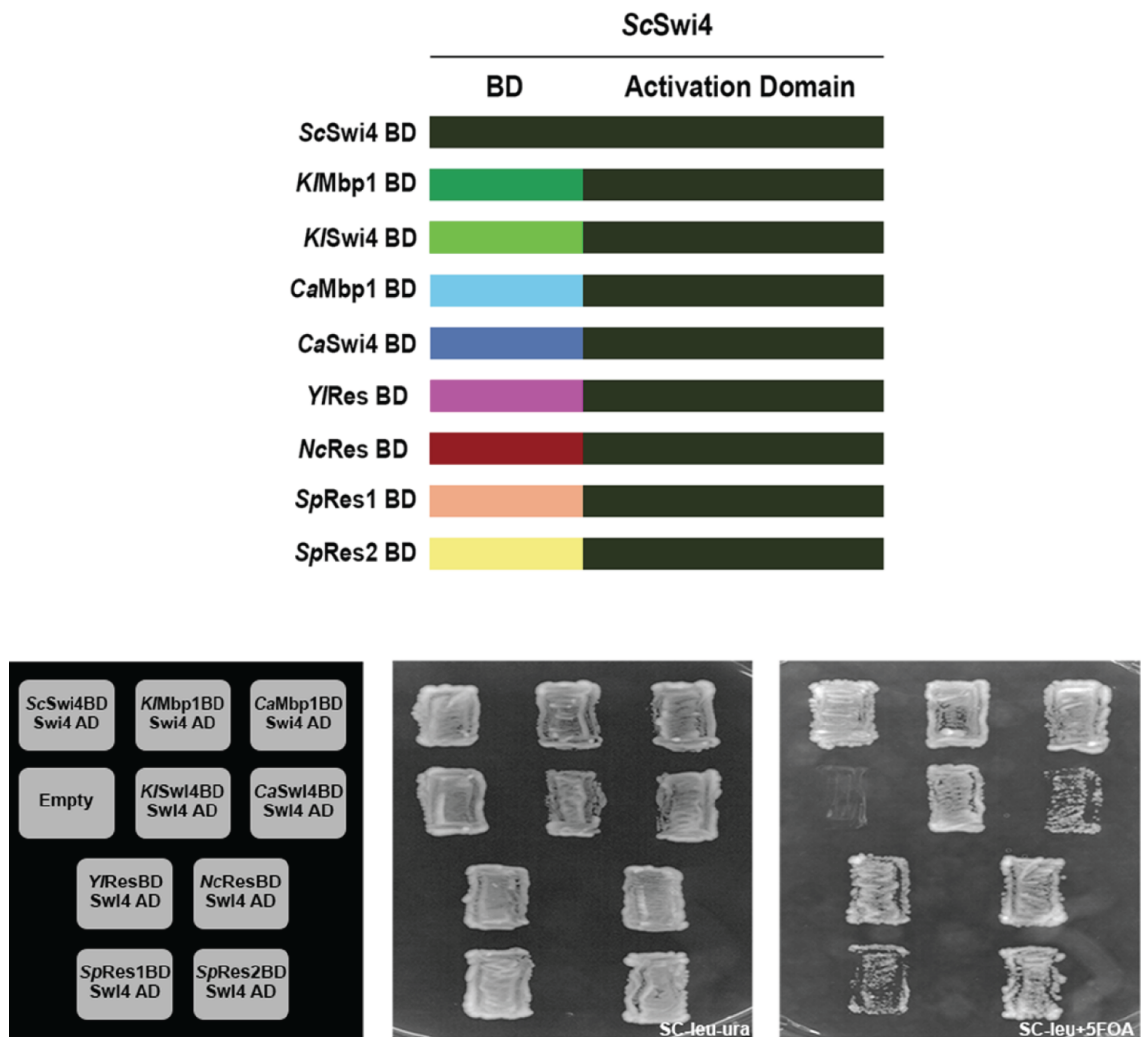 ScSwi4
BD Activation Domain
ScSwi4 BD
KlMbp1 BD
KlSwi4 BD
CaMbp1 BD
CaSwi4 BD
YlRes BD
NcRes BD
SpRes1 BD
SpRes2 BD
ScSwi4BD KlMbp1BD CaMbp1BD
Swi4 AD Swi4 AD Swi4 AD
Empty KlSwI4BD CaSwI4BD
SwI4 AD SwI4 AD
YlResBD NcResBD
SwI4 AD SwI4 AD
SpRes1BD SpRes2BD
SwI4 AD SwI4 AD
SC-leu-ura
SC-leu+5FOA